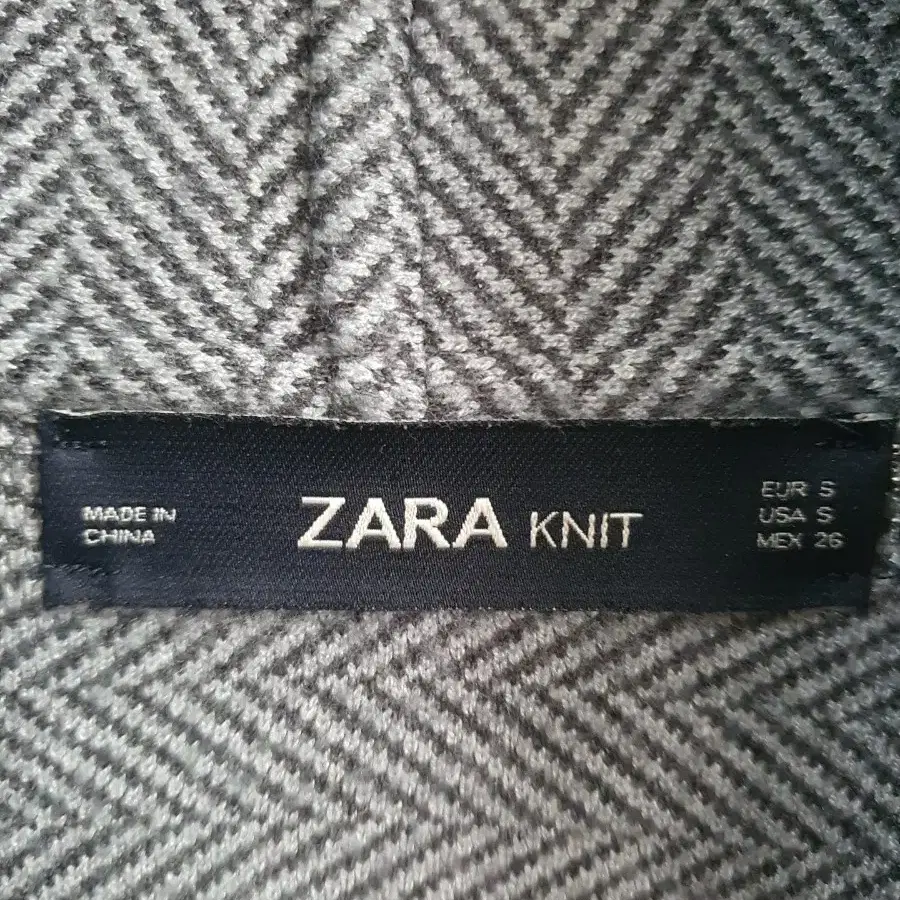 MADE IN
CHINA
ZARA KNIT
EUR S
USA S
MEX 26